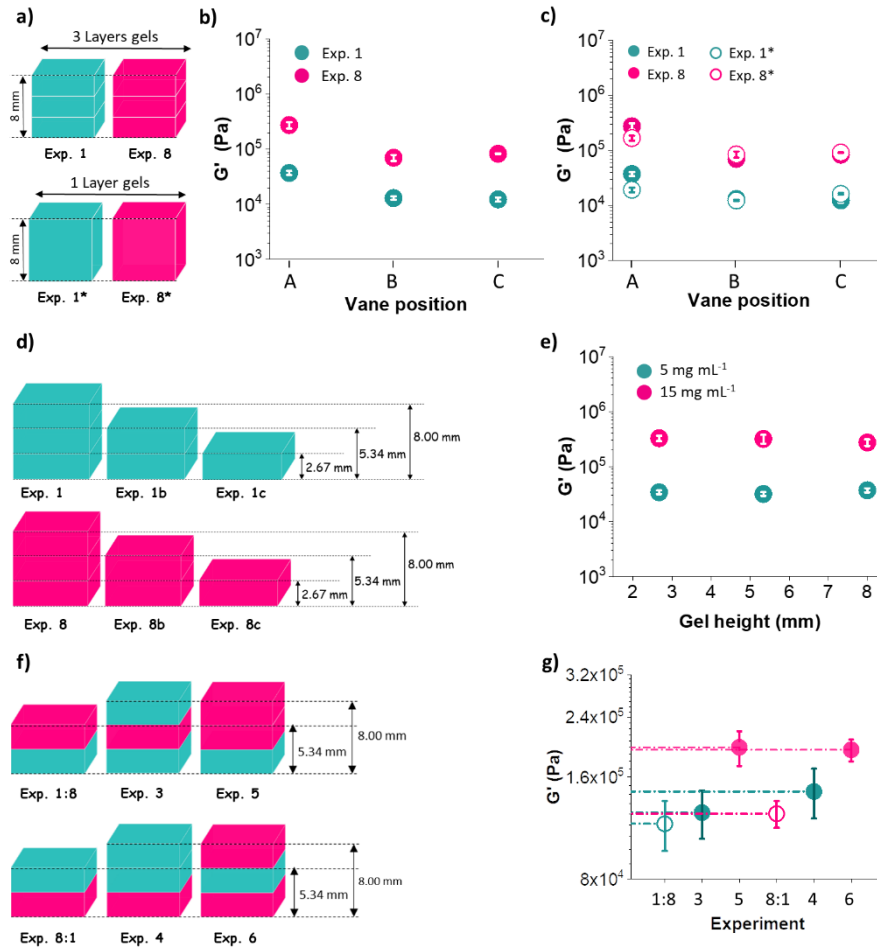 a)
3 Layers gels
8 mm
Exp. 1 Exp. 8
1 Layer gels
8 mm
Exp. 1* Exp. 8*
b)
10⁷
10⁶
10⁵
10⁴
10³
G' (Pa)
Exp. 1
Exp. 8
A B C
Vane position
c)
10⁷
10⁶
10⁵
10⁴
10³
G' (Pa)
Exp. 1 Exp. 1*
Exp. 8 Exp. 8*
A B C
Vane position
d)
8.00 mm
5.34 mm
2.67 mm
Exp. 1 Exp. 1b Exp. 1c
8.00 mm
5.34 mm
2.67 mm
Exp. 8 Exp. 8b Exp. 8c
e)
10⁷
10⁶
10⁵
10⁴
10³
G' (Pa)
5 mg mL⁻¹
15 mg mL⁻¹
2 3 4 5 6 7 8
Gel height (mm)
f)
8.00 mm
5.34 mm
Exp. 1:8 Exp. 3 Exp. 5
8.00 mm
5.34 mm
Exp. 8:1 Exp. 4 Exp. 6
g)
3.2x10⁵
2.4x10⁵
1.6x10⁵
8x10⁴
G' (Pa)
1:8 3 5 8:1 4 6
Experiment